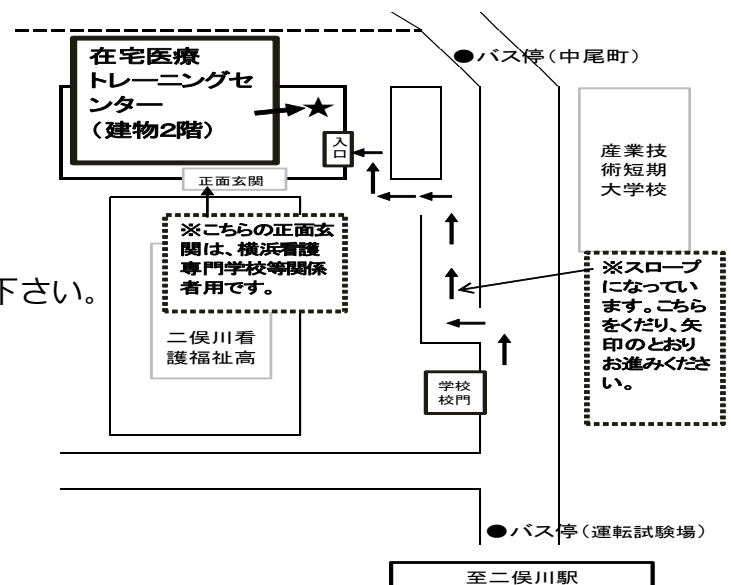 ●バス停（中尾町）
在宅医療
トレーニングセ
ンター
（建物2階）
★
入
口
正面玄関
産業技
術短期
大学校
※こちらの正面玄
関は、横浜看護
専門学校等関係
者用です。
※スロープ
になってい
ます。こちら
をくだり、矢
印のとおり
お進みくださ
い。
下さい。
二俣川看
護福祉高
学校
校門
●バス停（運転試験場）
至二俣川駅